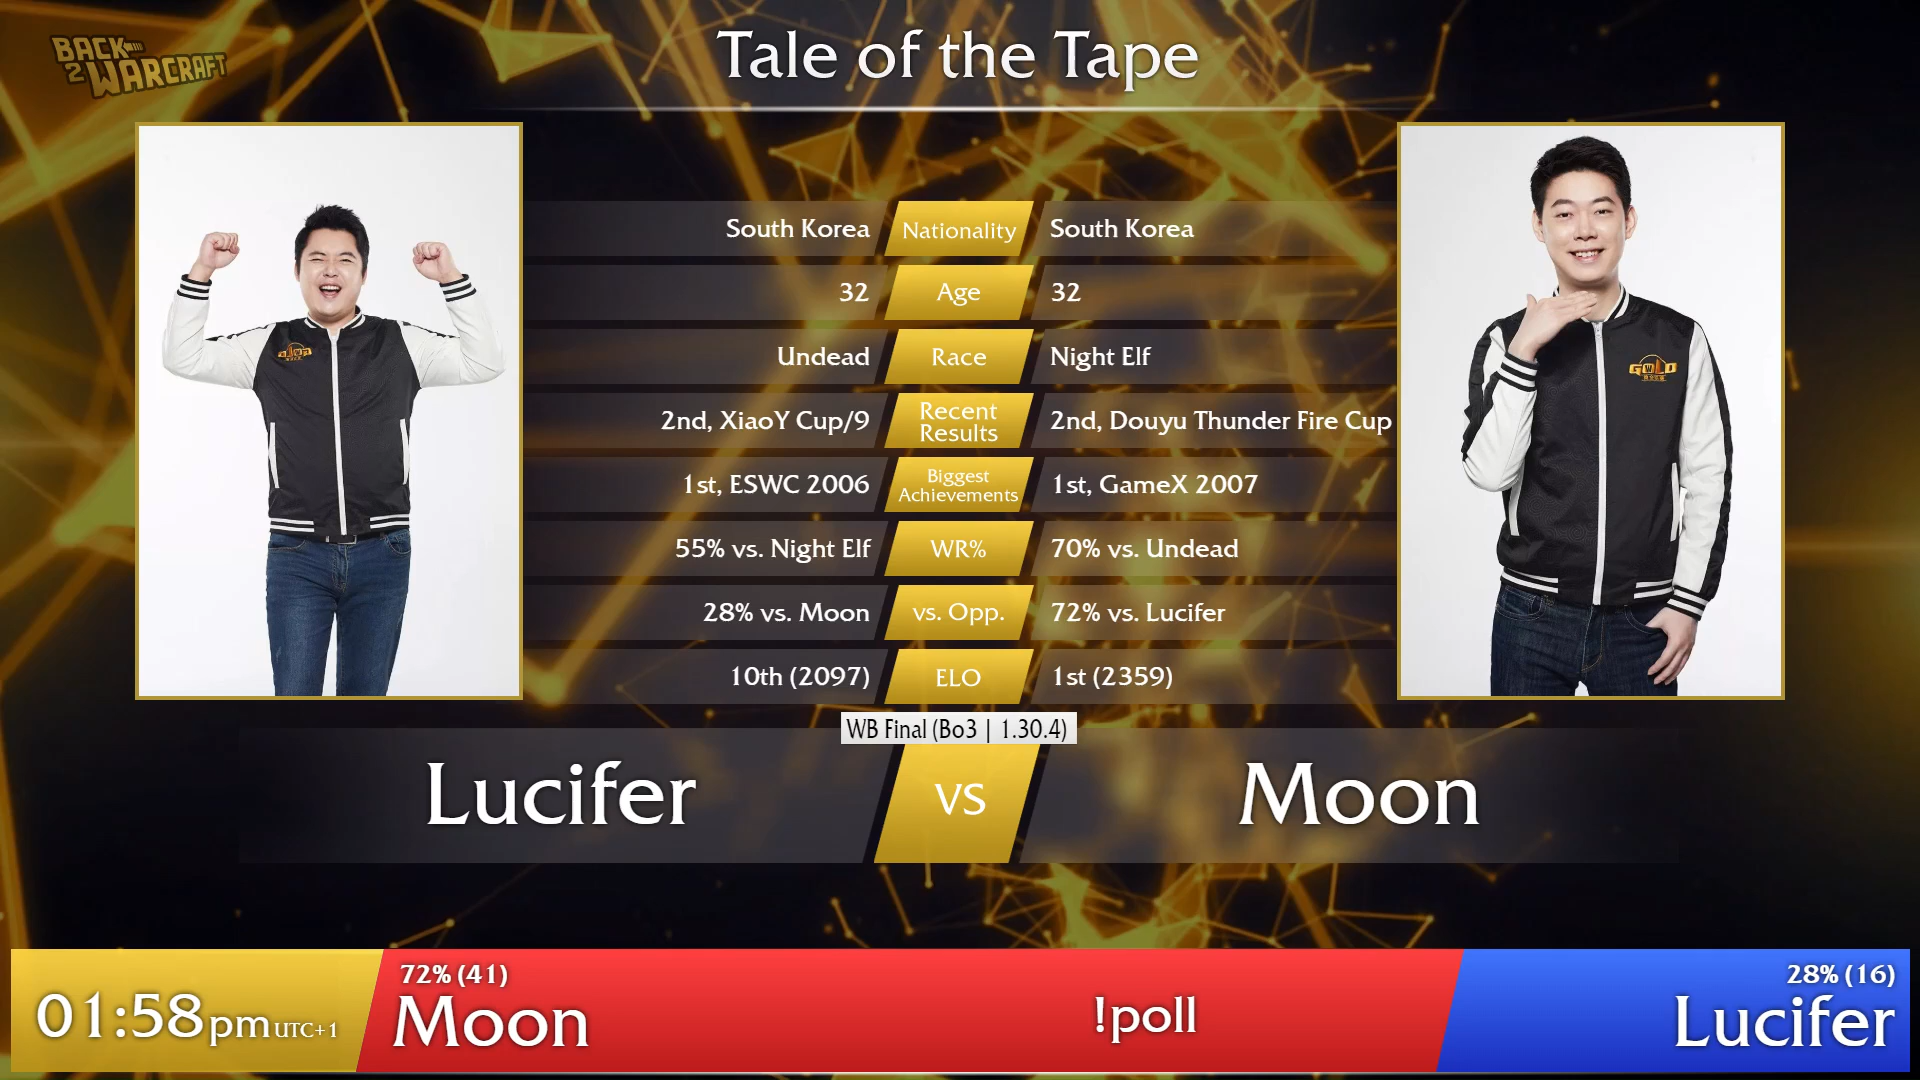 BACK
2 WARCRAFT
Tale of the Tape
South Korea Nationality South Korea
32 Age 32
Undead Race Night Elf
2nd, XiaoY Cup/9 Recent Results 2nd, Douyu Thunder Fire Cup
1st, ESWC 2006 Biggest Achievements 1st, GameX 2007
55% vs. Night Elf WR% 70% vs. Undead
28% vs. Moon vs. Opp. 72% vs. Lucifer
10th (2097) ELO 1st (2359)
GOLD
WB Final (Bo3 | 1.30.4)
Lucifer VS Moon
01:58 pm UTC+1
72% (41)
Moon
!poll
28% (16)
Lucifer